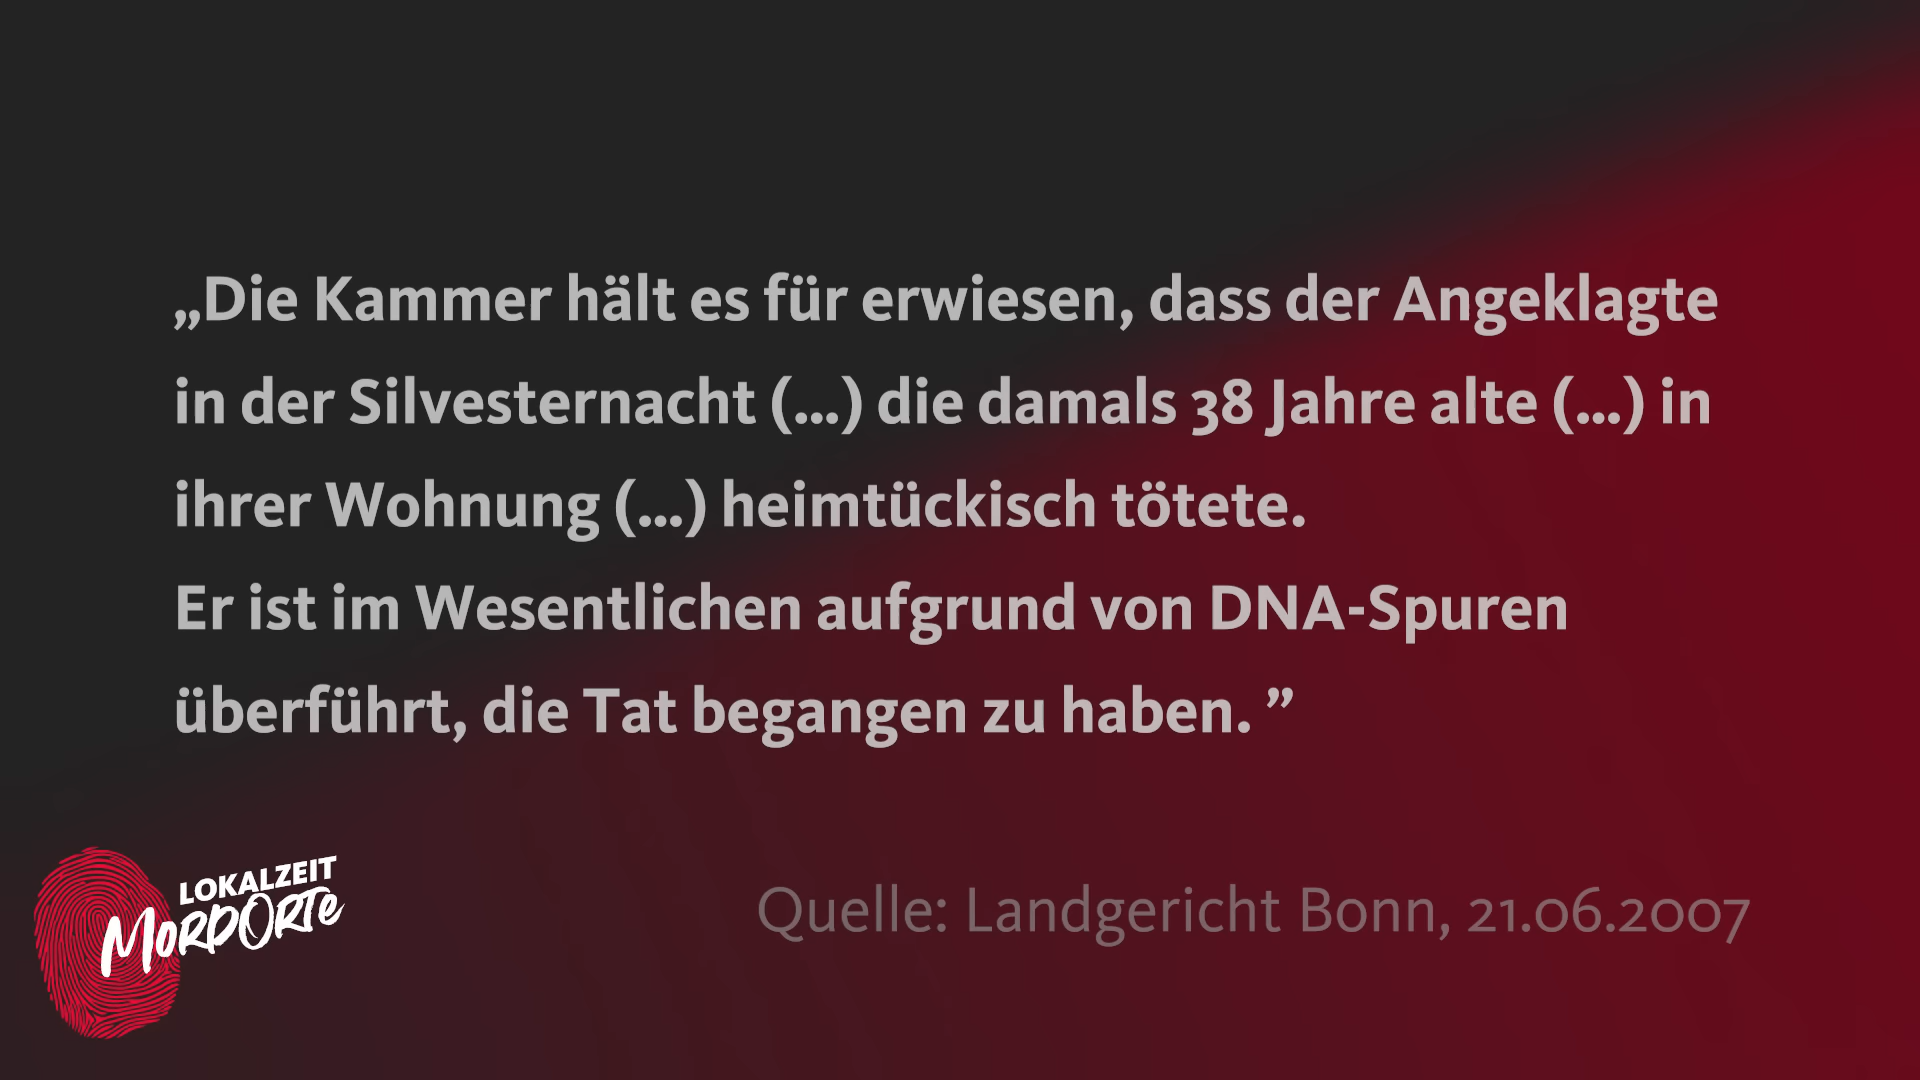 „Die Kammer hält es für erwiesen, dass der Angeklagte
in der Silvesternacht (...) die damals 38 Jahre alte (...) in
ihrer Wohnung (...) heimtückisch tötete.
Er ist im Wesentlichen aufgrund von DNA-Spuren
überführt, die Tat begangen zu haben. ”
LOKALZEIT
MORDORTE
Quelle: Landgericht Bonn, 21.06.2007